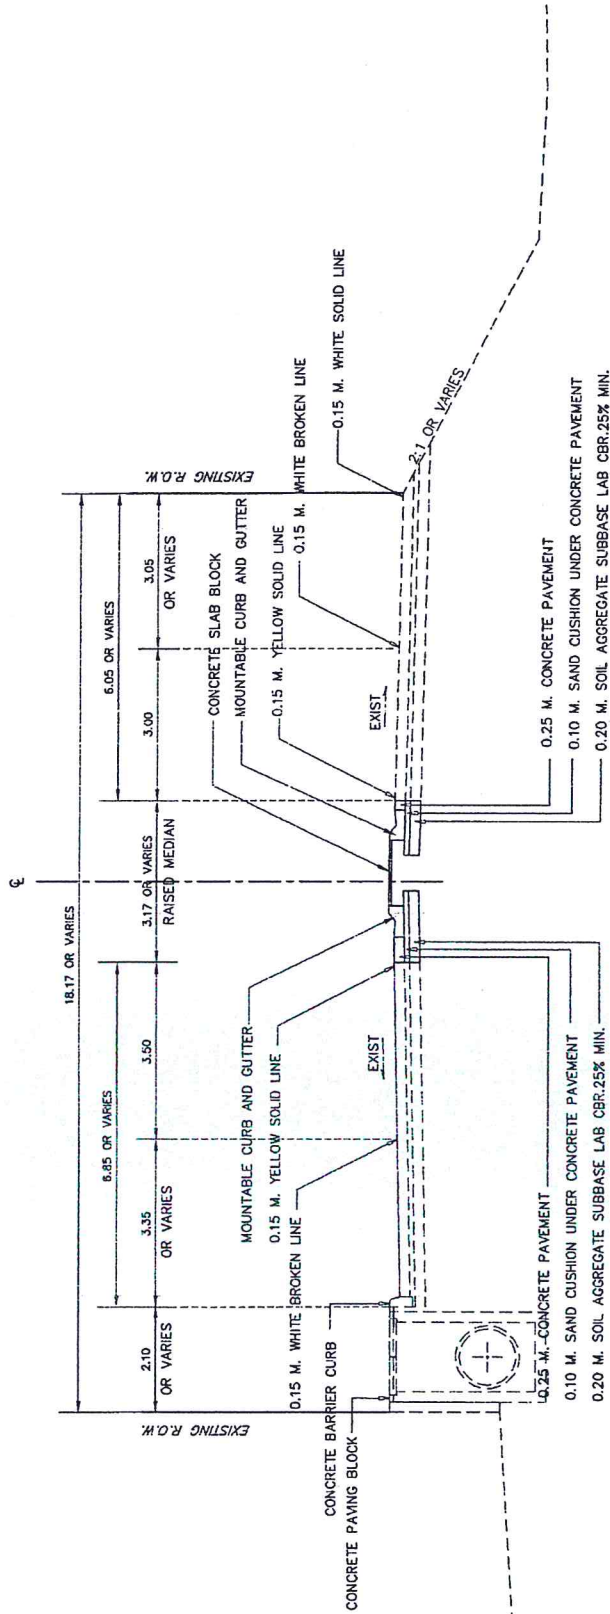 ℄
18.17 OR VARIES
6.85 OR VARIES
3.17 OR VARIES
RAISED MEDIAN
6.05 OR VARIES
2.10
OR VARIES
3.35
OR VARIES
3.50
3.00
3.05
OR VARIES
EXISTING R.O.W.
EXISTING R.O.W.
CONCRETE SLAB BLOCK
MOUNTABLE CURB AND GUTTER
0.15 M. YELLOW SOLID LINE
0.15 M. WHITE BROKEN LINE
0.15 M. WHITE SOLID LINE
MOUNTABLE CURB AND GUTTER
0.15 M. YELLOW SOLID LINE
0.15 M. WHITE BROKEN LINE
CONCRETE BARRIER CURB
CONCRETE PAVING BLOCK
EXIST
EXIST
2:1 OR VARIES
0.25 M. CONCRETE PAVEMENT
0.10 M. SAND CUSHION UNDER CONCRETE PAVEMENT
0.20 M. SOIL AGGREGATE SUBBASE LAB CBR.25% MIN.
0.25 M. CONCRETE PAVEMENT
0.10 M. SAND CUSHION UNDER CONCRETE PAVEMENT
0.20 M. SOIL AGGREGATE SUBBASE LAB CBR.25% MIN.